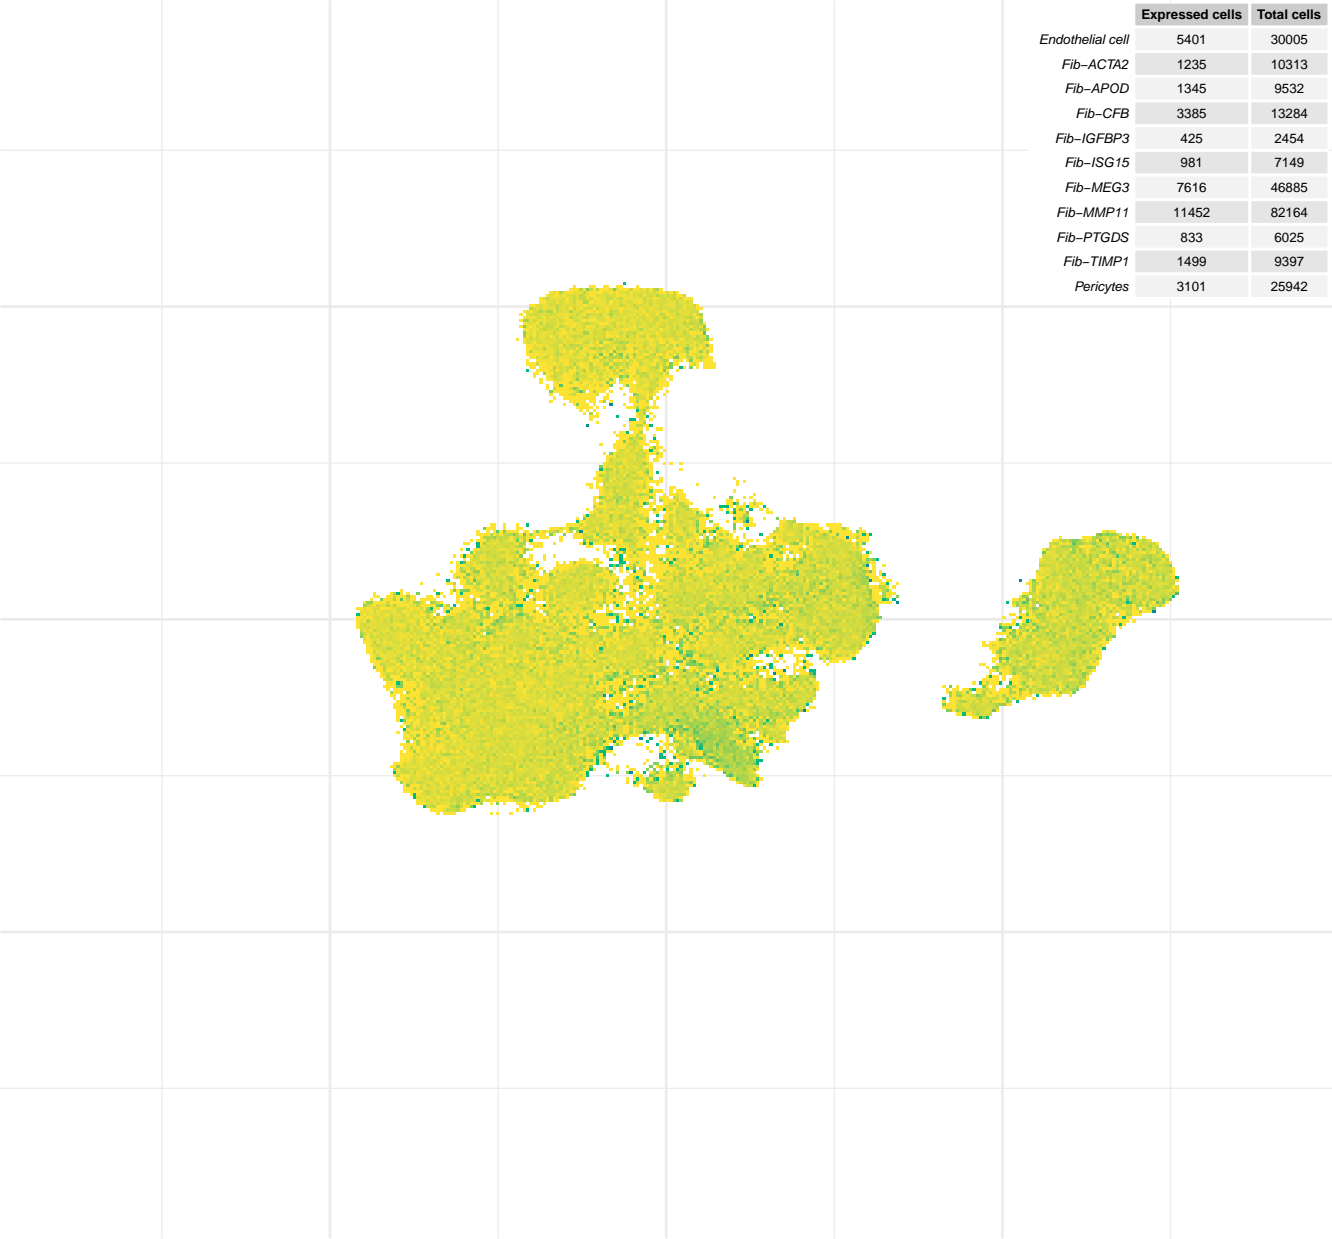 Expressed cells Total cells
Endothelial cell 5401 30005
Fib−ACTA2 1235 10313
Fib−APOD 1345 9532
Fib−CFB 3385 13284
Fib−IGFBP3 425 2454
Fib−ISG15 981 7149
Fib−MEG3 7616 46885
Fib−MMP11 11452 82164
Fib−PTGDS 833 6025
Fib−TIMP1 1499 9397
Pericytes 3101 25942